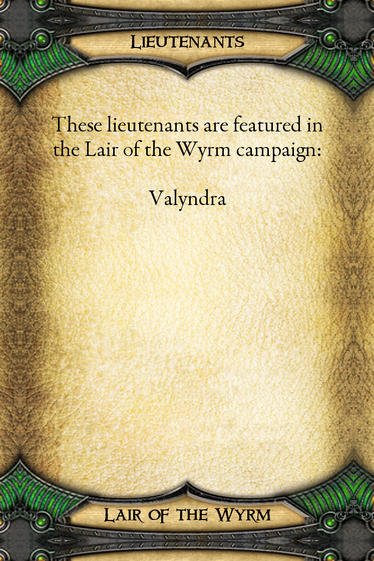 Lieutenants
These lieutenants are featured in
the Lair of the Wyrm campaign:
Valyndra
Lair of the Wyrm